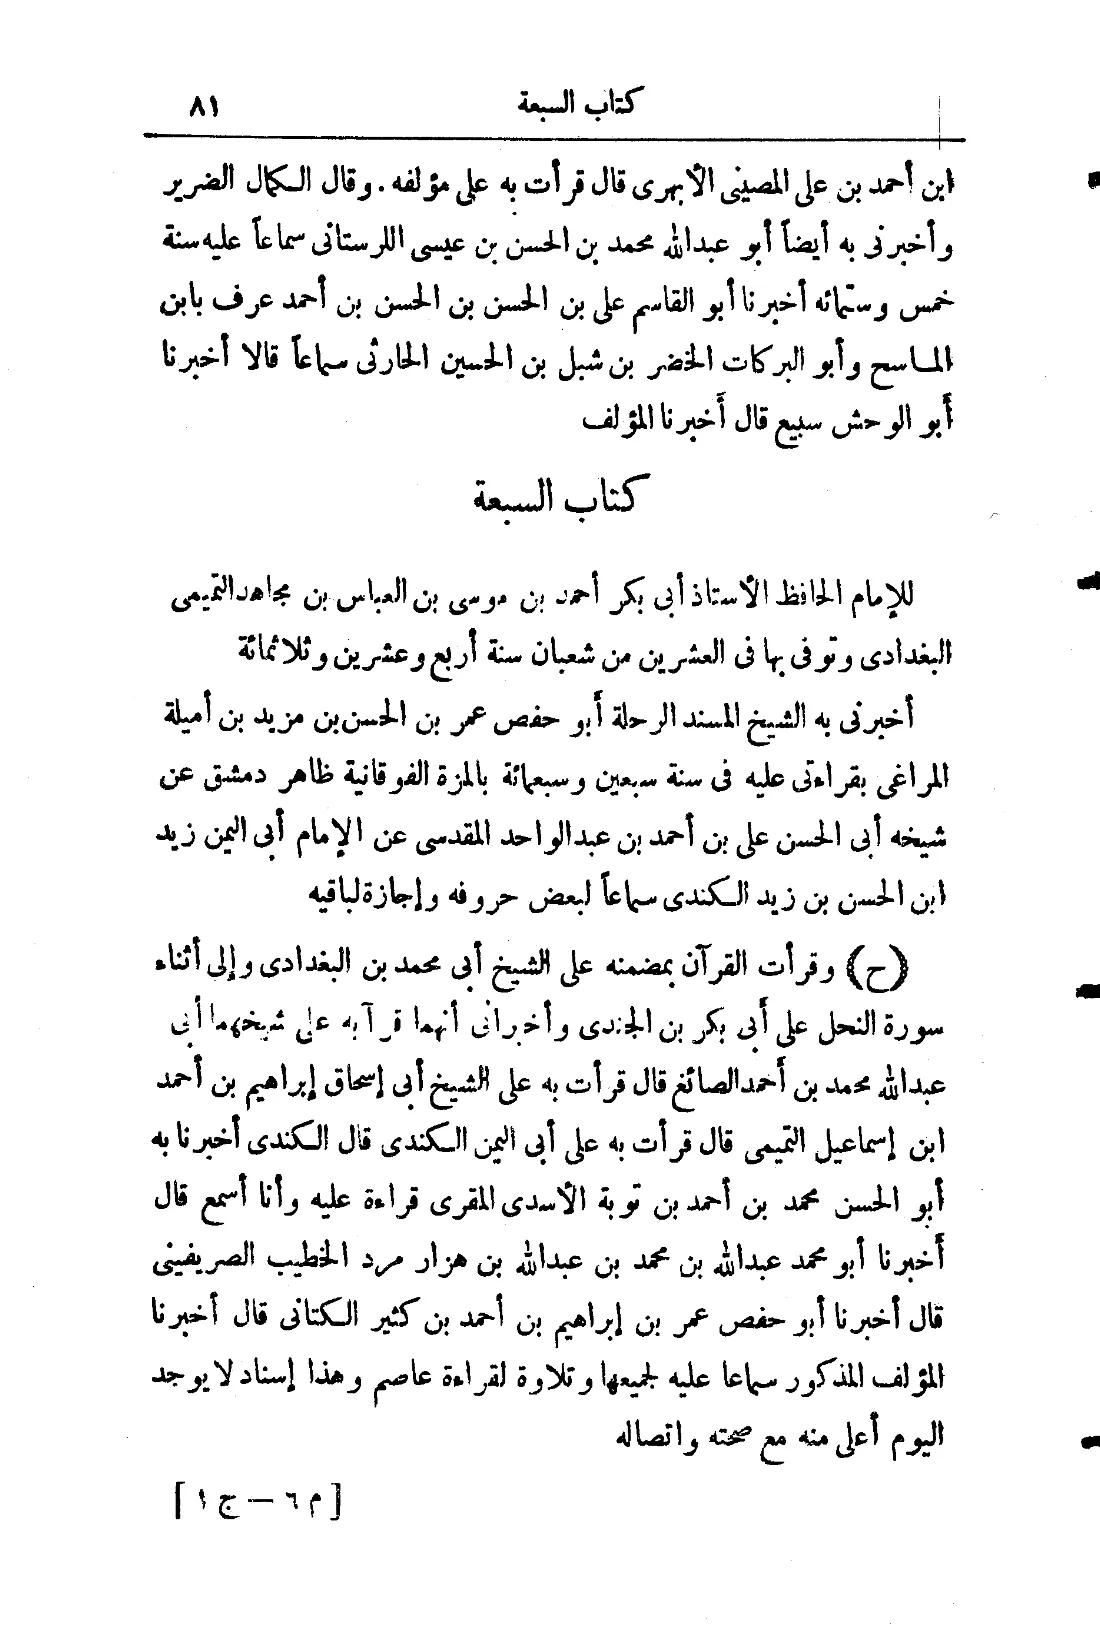 كتاب السبعة ٨١
ابن أحمد بن على المصينى الأبهرى قال قرأت به على مؤلفه . وقال الكمال الضرير
وأخبرنى به أيضاً أبو عبدالله محمد بن الحسن بن عيسى اللرستانى سماعاً عليه سنة
خمس وستمائه أخبرنا أبو القاسم على بن الحسن بن الحسن بن أحمد عرف بابن
الماسح وأبو البركات الخضر بن شبل بن الحسين الحارثى سماعاً قالا أخبرنا
أبو الوحش سبيع قال أخبرنا المؤلف
كتاب السبعة
للإمام الحافظ الأستاذ أبى بكر أحمد بن موسى بن العباس بن مجاهد التميمى
البغدادى وتوفى بها فى العشرين من شعبان سنة أربع وعشرين وثلاثمائة
أخبرنى به الشيخ المسند الرحلة أبو حفص عمر بن الحسن بن مزيد بن أميلة
المراغى بقراءتى عليه فى سنة سبعين وسبعمائة بالمزة الفوقانية ظاهر دمشق عن
شيخه أبى الحسن على بن أحمد بن عبدالواحد المقدسى عن الإمام أبى اليمن زيد
ابن الحسن بن زيد الكندى سماعاً لبعض حروفه وإجازة لباقيه
(ح) وقرأت القرآن بمضمنه على الشيخ أبى محمد بن البغدادى وإلى أثناء
سورة النحل على أبى بكر بن الجندى وأخبرانى أنهما قرآ به على شيخهما أبى
عبدالله محمد بن أحمد الصائغ قال قرأت به على الشيخ أبى إسحاق إبراهيم بن أحمد
ابن إسماعيل التميمى قال قرأت به على أبى اليمن الكندى قال الكندى أخبرنا به
أبو الحسن محمد بن أحمد بن توبة الأسدى المقرى قراءة عليه وأنا أسمع قال
أخبرنا أبو محمد عبدالله بن محمد بن عبدالله بن هزار مرد الخطيب الصريفينى
قال أخبرنا أبو حفص عمر بن إبراهيم بن أحمد بن كثير الكتانى قال أخبرنا
المؤلف المذكور سماعا عليه لجميعها وتلاوة لقراءة عاصم وهذا إسناد لا يوجد
اليوم أعلى منه مع صحته واتصاله
[م ٦ — ج ١]